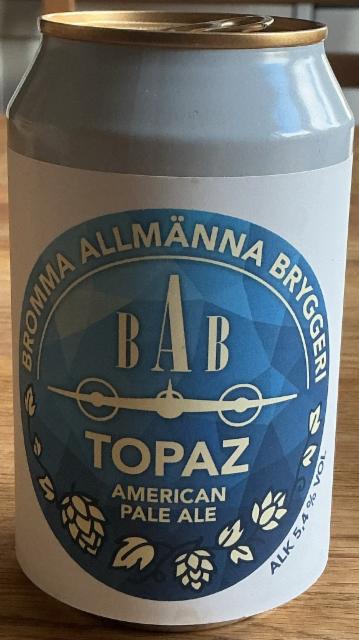 BROMMA ALLMÄNNA BRYGGERI
BAB
TOPAZ
AMERICAN
PALE ALE
ALK 5,4 % VOL